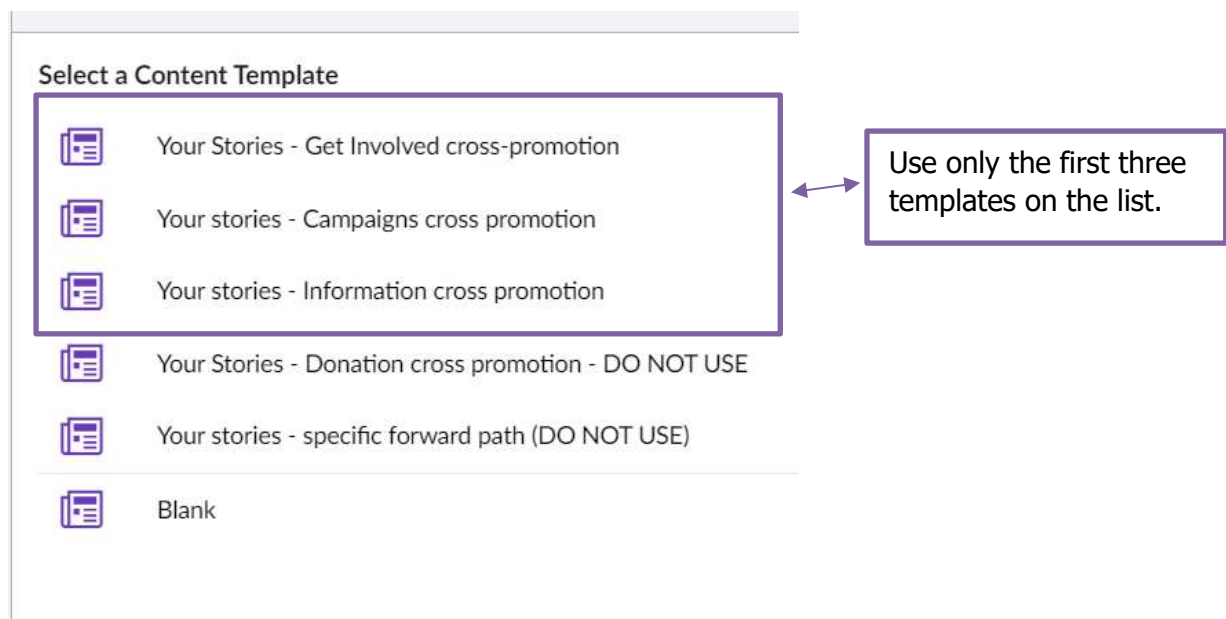 Select a Content Template
Your Stories - Get Involved cross-promotion
Your stories - Campaigns cross promotion
Your stories - Information cross promotion
Your Stories - Donation cross promotion - DO NOT USE
Your stories - specific forward path (DO NOT USE)
Blank
Use only the first three
templates on the list.